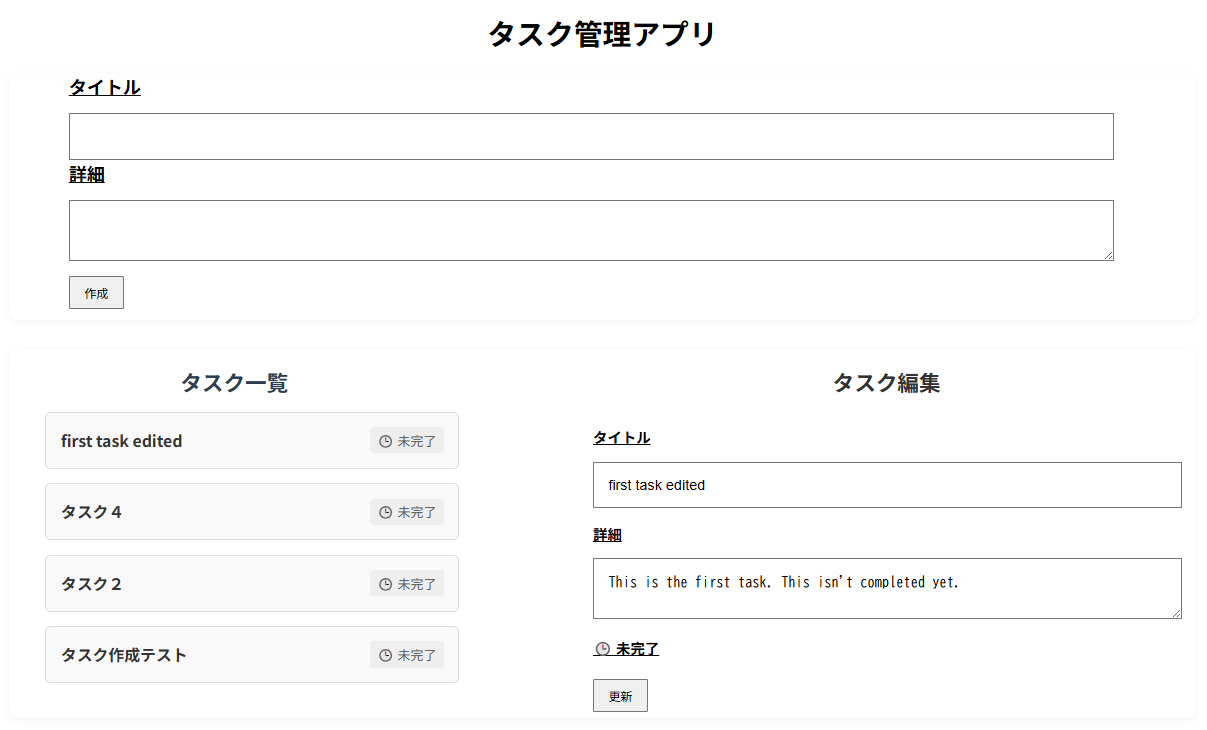 タスク管理アプリ
タイトル
詳細
作成
タスク一覧
first task edited 未完了
タスク４ 未完了
タスク２ 未完了
タスク作成テスト 未完了
タスク編集
タイトル
first task edited
詳細
This is the first task. This isn't completed yet.
未完了
更新